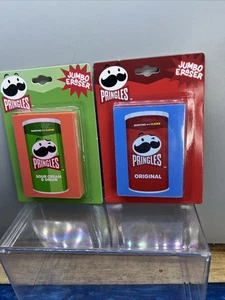 JUMBO
ERASER
PRINGLES
PRINGLES
SOUR CREAM
& ONION
JUMBO
ERASER
PRINGLES
PRINGLES
ORIGINAL